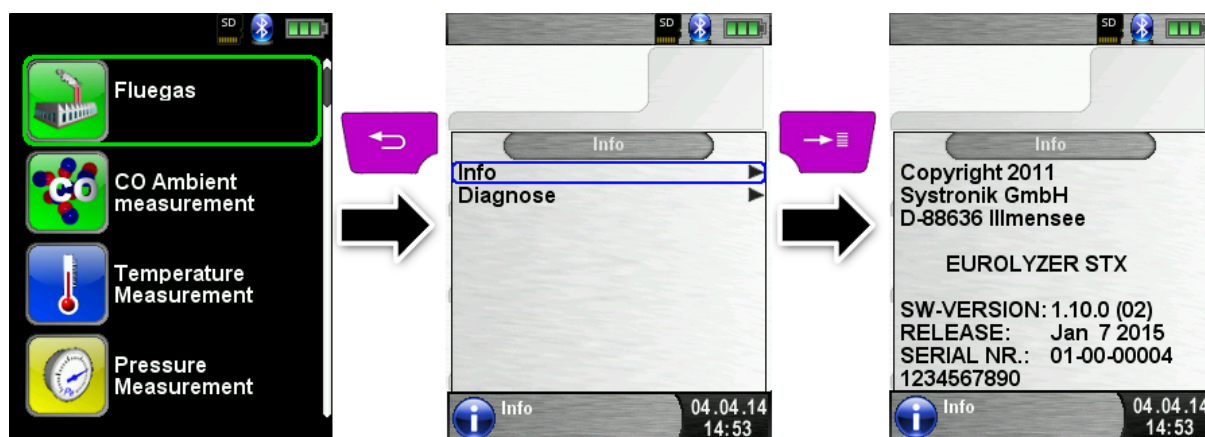 SD
Fluegas
CO
CO Ambient
measurement
Temperature
Measurement
Pressure
Measurement
SD
Info
Info
Diagnose
Info
04.04.14
14:53
SD
Info
Copyright 2011
Systronik GmbH
D-88636 Illmensee
EUROLYZER STX
SW-VERSION: 1.10.0 (02)
RELEASE: Jan 7 2015
SERIAL NR.: 01-00-00004
1234567890
Info
04.04.14
14:53